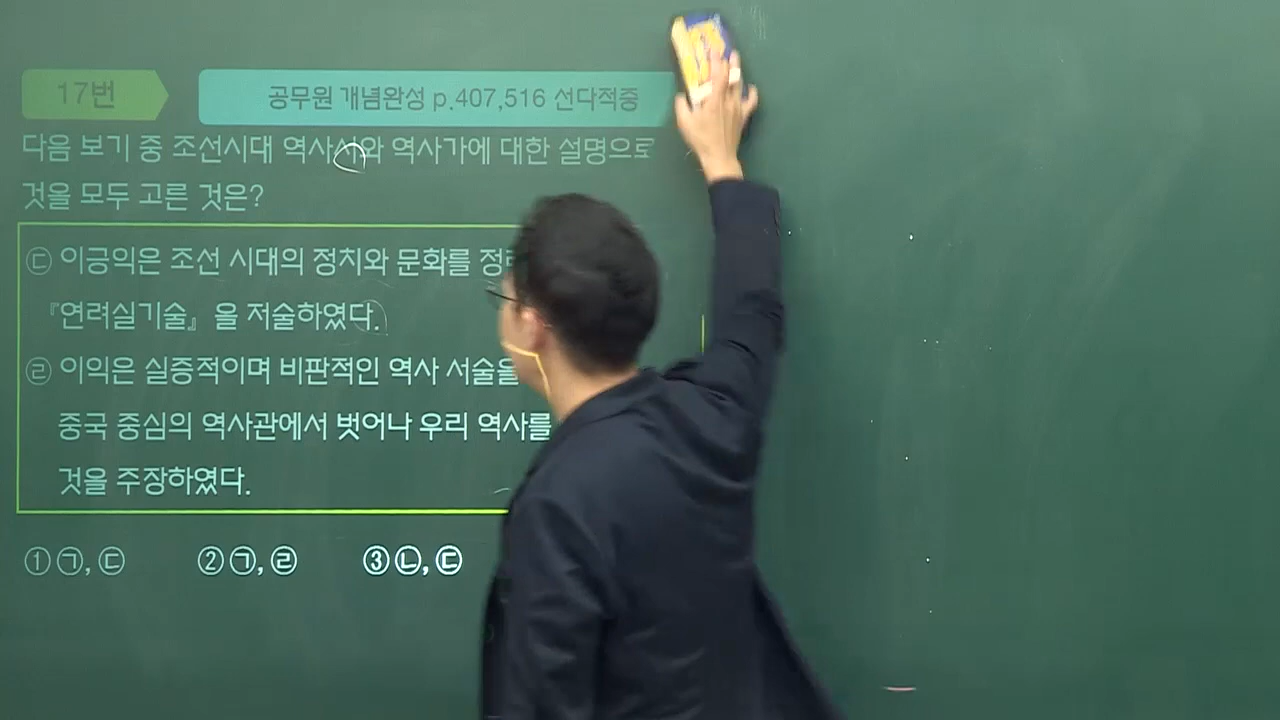 17번
공무원 개념완성 p.407,516 선다적중
다음 보기 중 조선시대 역사서와 역사가에 대한 설명으로
것을 모두 고른 것은?
㉢ 이긍익은 조선 시대의 정치와 문화를
『연려실기술』을 저술하였다.
㉣ 이익은 실증적이며 비판적인 역사 서술을
중국 중심의 역사관에서 벗어나 우리 역사를
것을 주장하였다.
①㉠, ㉢ ②㉠, ㉣ ③㉡, ㉢